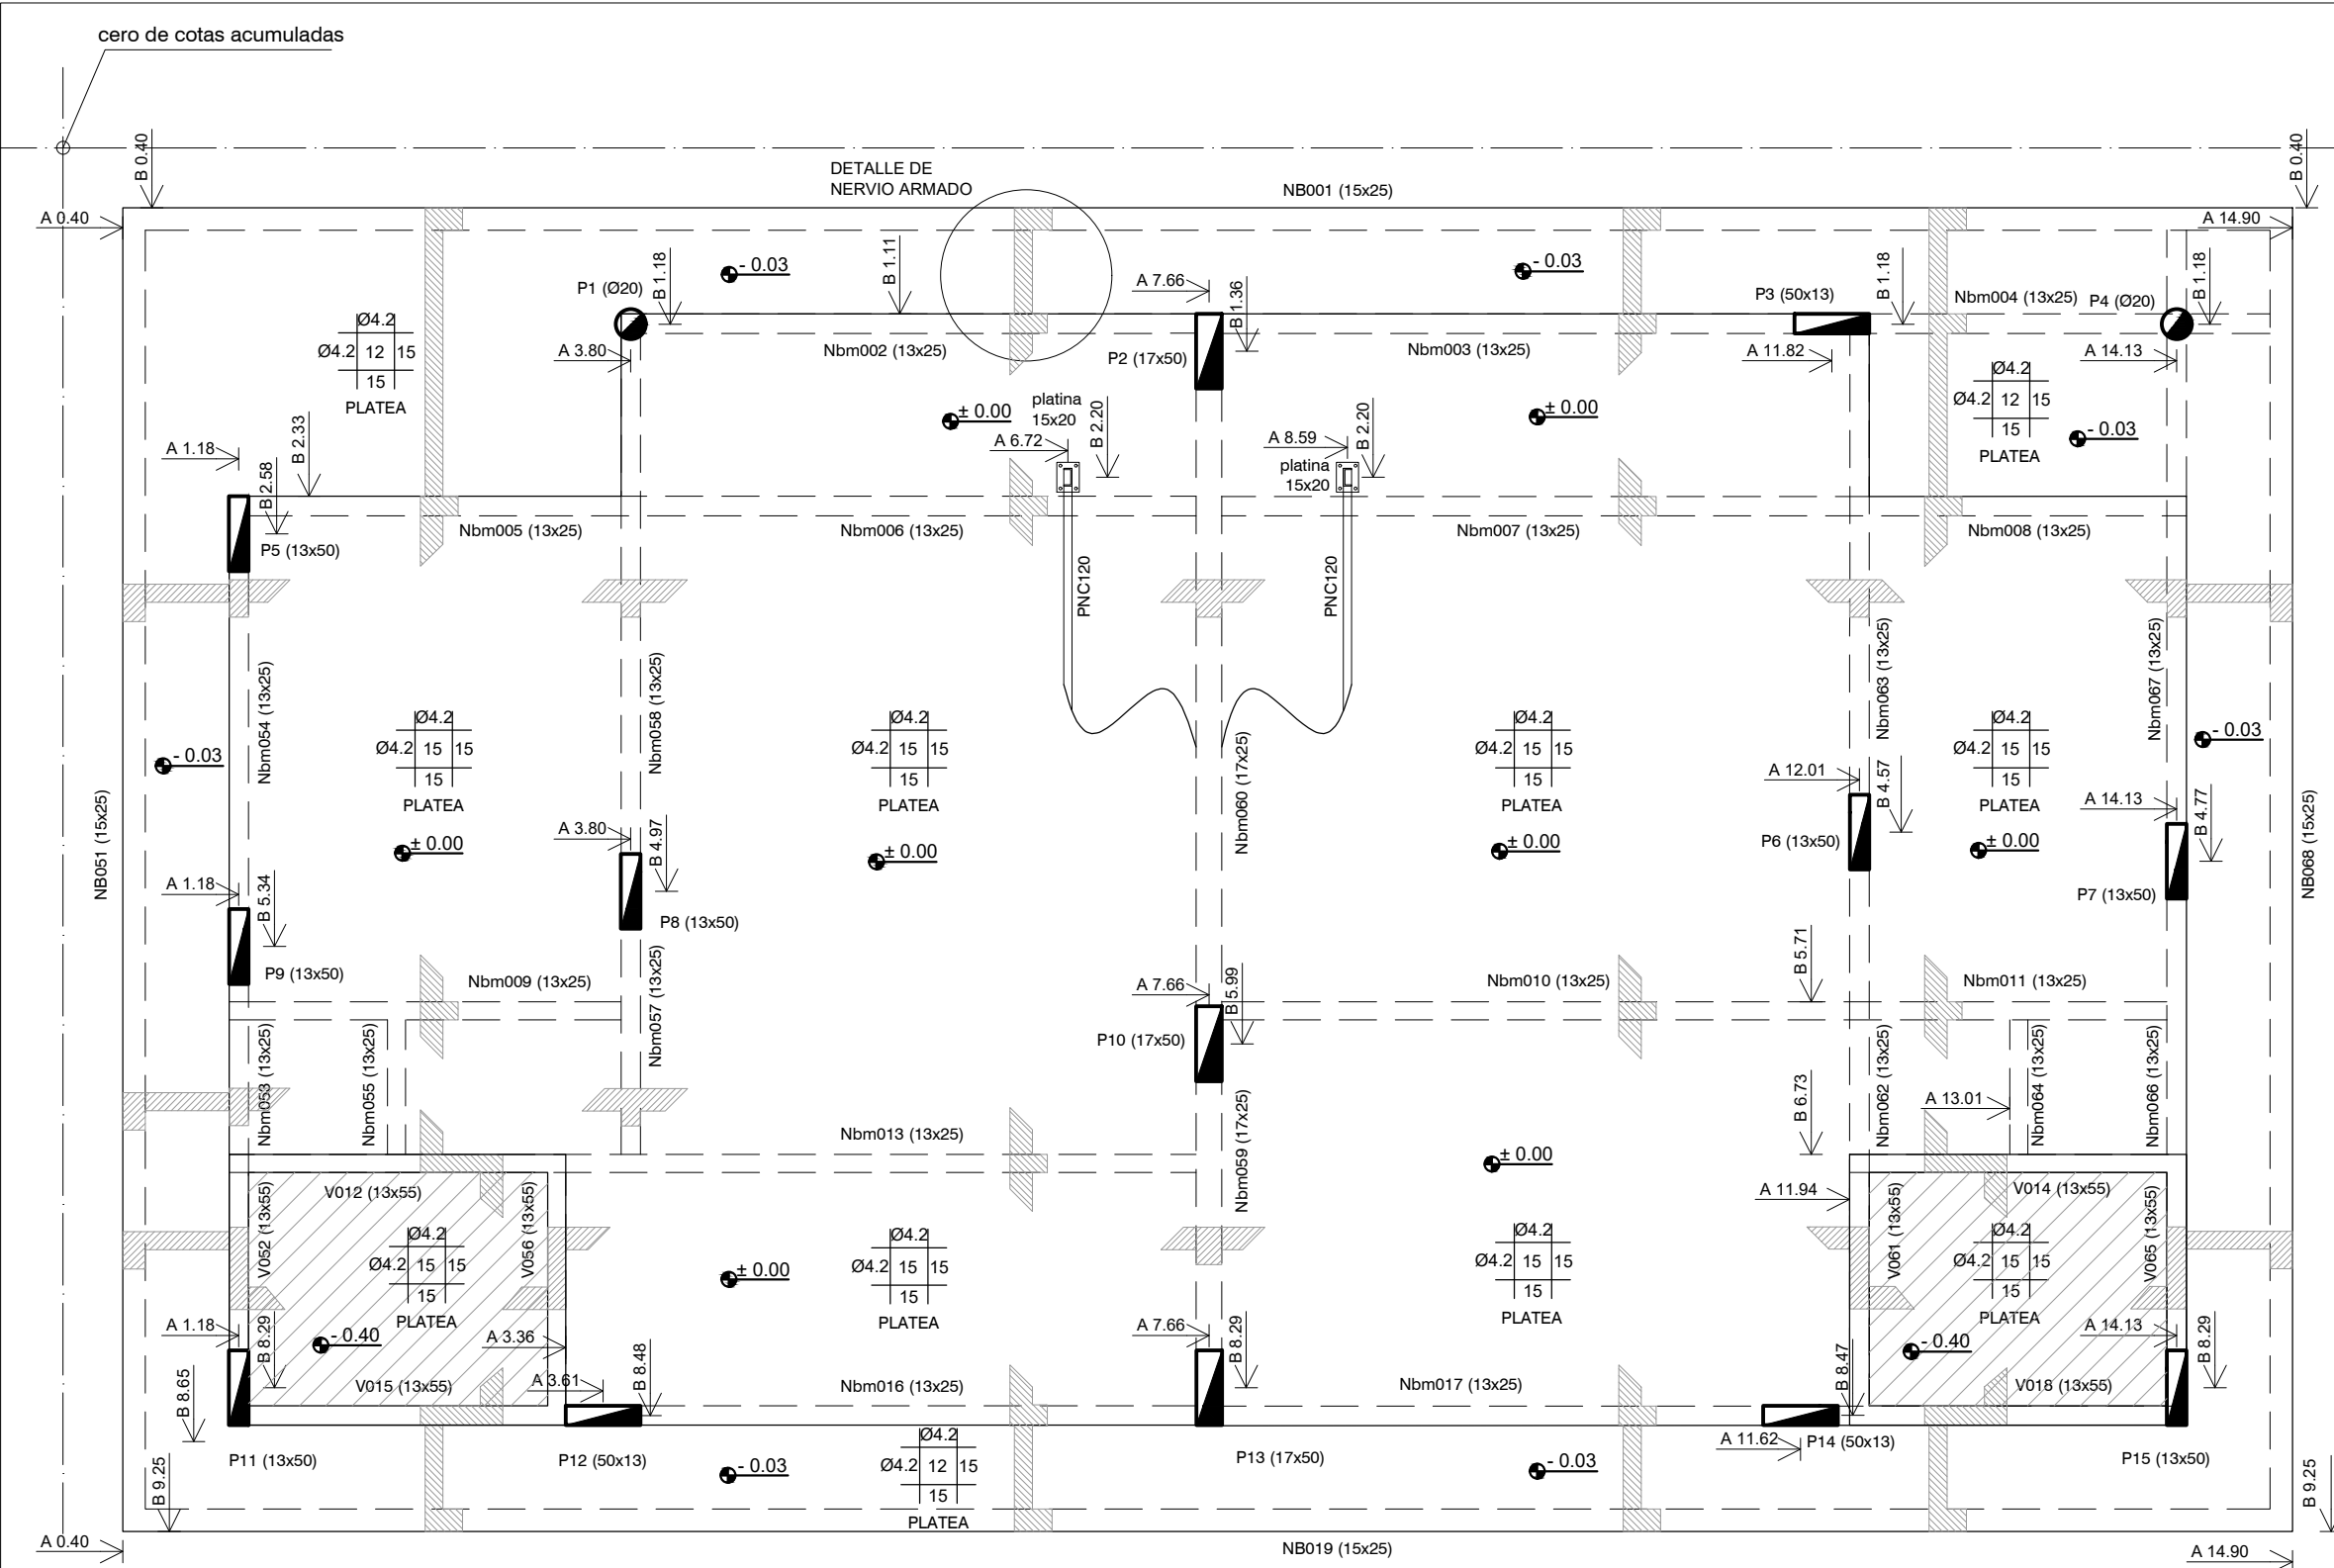 cero de cotas acumuladas
B 0.40
B 0.40
DETALLE DE
NERVIO ARMADO
NB001 (15x25)
A 0.40
A 14.90
- 0.03
B 1.11
- 0.03
P1 (Ø20)
B 1.18
A 7.66
B 1.36
P3 (50x13)
B 1.18
Nbm004 (13x25)
P4 (Ø20)
B 1.18
Ø4.2
Ø4.2 12 15
15
PLATEA
A 3.80
Nbm002 (13x25)
P2 (17x50)
Nbm003 (13x25)
A 11.82
A 14.13
Ø4.2
Ø4.2 12 15
15
PLATEA
- 0.03
± 0.00
platina
15x20
A 6.72
B 2.20
± 0.00
A 8.59
B 2.20
platina
15x20
A 1.18
B 2.33
B 2.58
P5 (13x50)
Nbm005 (13x25)
Nbm006 (13x25)
Nbm007 (13x25)
Nbm008 (13x25)
PNC120
PNC120
Nbm054 (13x25)
Nbm058 (13x25)
Nbm063 (13x25)
Nbm067 (13x25)
- 0.03
Ø4.2
Ø4.2 15 15
15
PLATEA
Ø4.2
Ø4.2 15 15
15
PLATEA
Ø4.2
Ø4.2 15 15
15
PLATEA
Ø4.2
Ø4.2 15 15
15
PLATEA
- 0.03
NB051 (15x25)
Nbm060 (17x25)
A 12.01
B 4.57
A 14.13
B 4.77
NB068 (15x25)
± 0.00
A 3.80
B 4.97
± 0.00
± 0.00
P6 (13x50)
± 0.00
A 1.18
B 5.34
P8 (13x50)
P7 (13x50)
P9 (13x50)
Nbm009 (13x25)
Nbm057 (13x25)
A 7.66
B 5.99
Nbm010 (13x25)
B 5.71
Nbm011 (13x25)
P10 (17x50)
Nbm053 (13x25)
Nbm055 (13x25)
Nbm059 (17x25)
B 6.73
Nbm062 (13x25)
A 13.01
Nbm064 (13x25)
Nbm066 (13x25)
Nbm013 (13x25)
± 0.00
V012 (13x55)
V052 (13x55)
V056 (13x55)
A 11.94
V014 (13x55)
V061 (13x55)
V065 (13x55)
Ø4.2
Ø4.2 15 15
15
PLATEA
± 0.00
Ø4.2
Ø4.2 15 15
15
PLATEA
Ø4.2
Ø4.2 15 15
15
PLATEA
Ø4.2
Ø4.2 15 15
15
PLATEA
A 1.18
B 8.29
- 0.40
A 3.36
B 8.48
A 7.66
B 8.29
B 8.47
- 0.40
A 14.13
B 8.29
B 8.65
V015 (13x55)
A 3.61
Nbm016 (13x25)
Nbm017 (13x25)
V018 (13x55)
P11 (13x50)
P12 (50x13)
P13 (17x50)
A 11.62
P14 (50x13)
P15 (13x50)
B 9.25
- 0.03
Ø4.2
Ø4.2 12 15
15
PLATEA
- 0.03
B 9.25
A 0.40
NB019 (15x25)
A 14.90